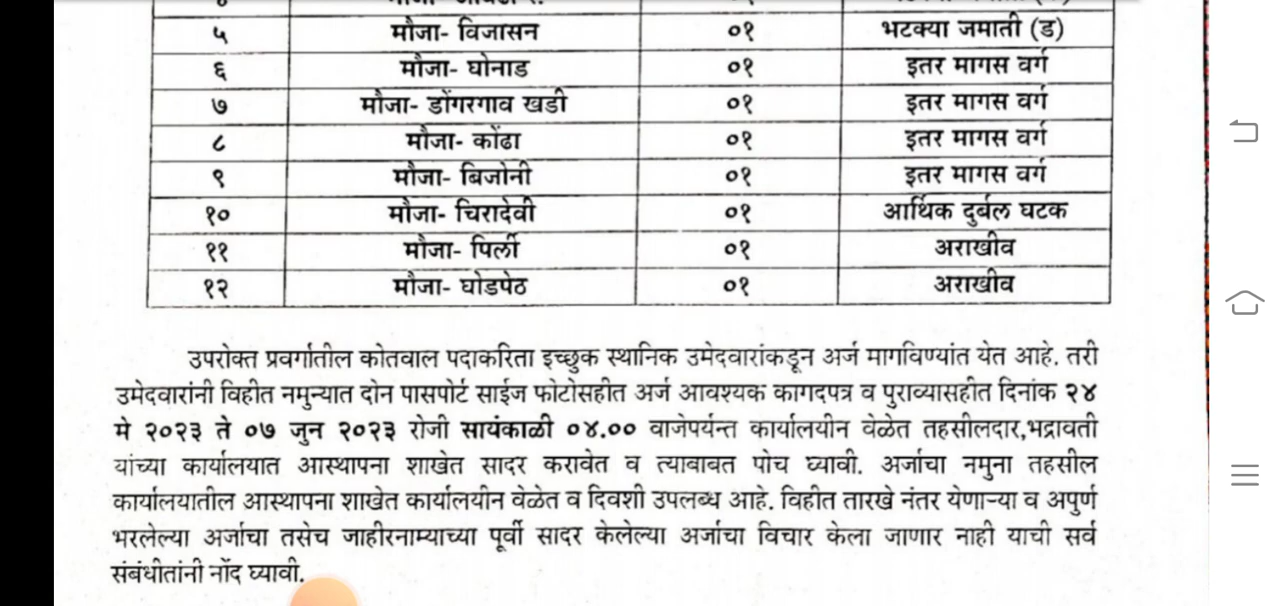 ५ मौजा- विजासन ०१ भटक्या जमाती (ड)
६ मौजा- घोनाड ०१ इतर मागस वर्ग
७ मौजा- डोंगरगाव खडी ०१ इतर मागस वर्ग
८ मौजा- कोंढा ०१ इतर मागस वर्ग
९ मौजा- बिजोनी ०१ इतर मागस वर्ग
१० मौजा- चिरादेवी ०१ आर्थिक दुर्बल घटक
११ मौजा- पिर्ली ०१ अराखीव
१२ मौजा- घोडपेठ ०१ अराखीव
उपरोक्त प्रवर्गातील कोतवाल पदाकरिता इच्छुक स्थानिक उमेदवारांकडून अर्ज मागविण्यांत येत आहे. तरी
उमेदवारांनी विहीत नमुन्यात दोन पासपोर्ट साईज फोटोसहीत अर्ज आवश्यक कागदपत्र व पुराव्यासहीत दिनांक २४
मे २०२३ ते ०७ जुन २०२३ रोजी सायंकाळी ०४.०० वाजेपर्यन्त कार्यालयीन वेळेत तहसीलदार,भद्रावती
यांच्या कार्यालयात आस्थापना शाखेत सादर करावेत व त्याबाबत पोच घ्यावी. अर्जाचा नमुना तहसील
कार्यालयातील आस्थापना शाखेत कार्यालयीन वेळेत व दिवशी उपलब्ध आहे. विहीत तारखे नंतर येणाऱ्या व अपुर्ण
भरलेल्या अर्जाचा तसेच जाहीरनाम्याच्या पूर्वी सादर केलेल्या अर्जाचा विचार केला जाणार नाही याची सर्व
संबंधीतांनी नोंद घ्यावी.